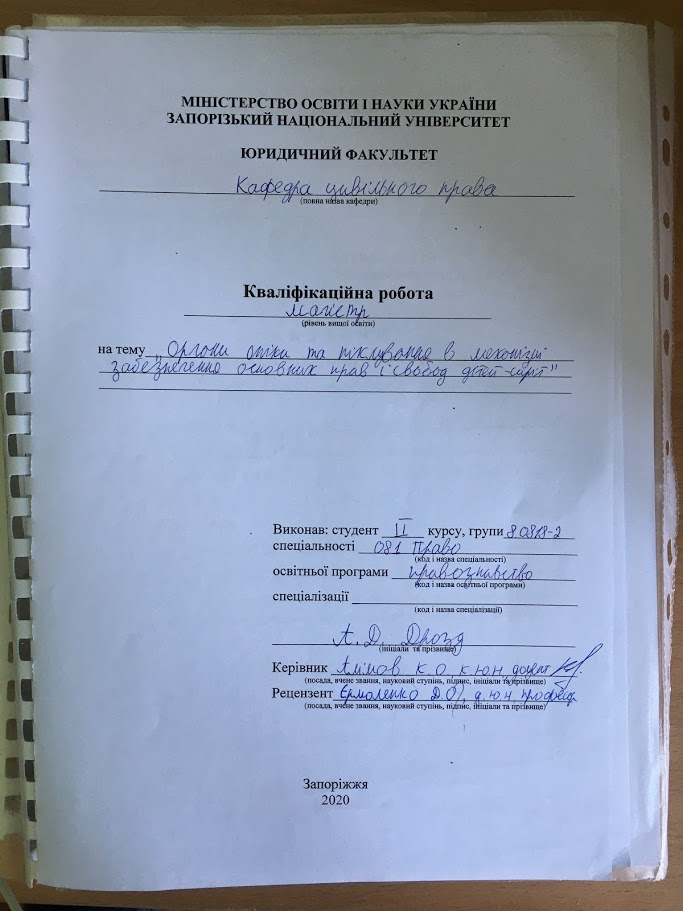 МІНІСТЕРСТВО ОСВІТИ І НАУКИ УКРАЇНИ
ЗАПОРІЗЬКИЙ НАЦІОНАЛЬНИЙ УНІВЕРСИТЕТ
ЮРИДИЧНИЙ ФАКУЛЬТЕТ
Кафедра цивільного права
(повна назва кафедри)
Кваліфікаційна робота
магістр
(рівень вищої освіти)
на тему „Органи опіки та піклування в механізмі
забезпечення основних прав і свобод дітей-сиріт"
Виконав: студент ІІ курсу, групи 8.0818-2
спеціальності 081 Право
(код і назва спеціальності)
освітньої програми правознавство
(код і назва освітньої програми)
спеціалізації
(код і назва спеціалізації)
А. Д. Дрозд
(ініціали та прізвище)
Керівник Алімов К.О к.ю.н, доцент
(посада, вчене звання, науковий ступінь, підпис, ініціали та прізвище)
Рецензент Єрмоленко Д.О, д.ю.н, професор
(посада, вчене звання, науковий ступінь, підпис, ініціали та прізвище)
Запоріжжя
2020